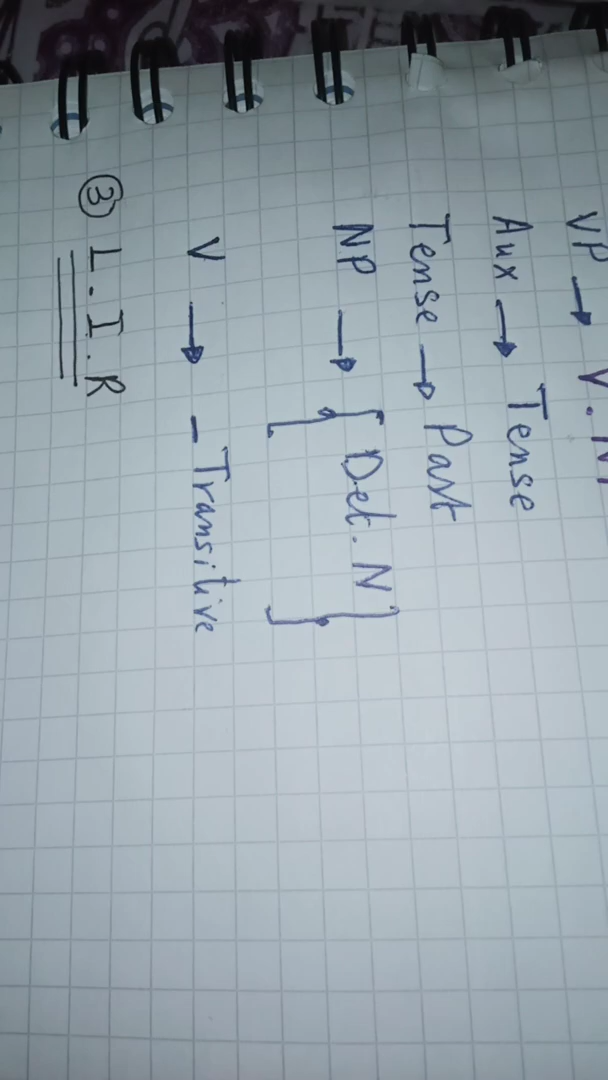 VP → V . N
Aux → Tense
Tense → Past
NP → { Det . N }
V → - Transitive
③ L . I . R